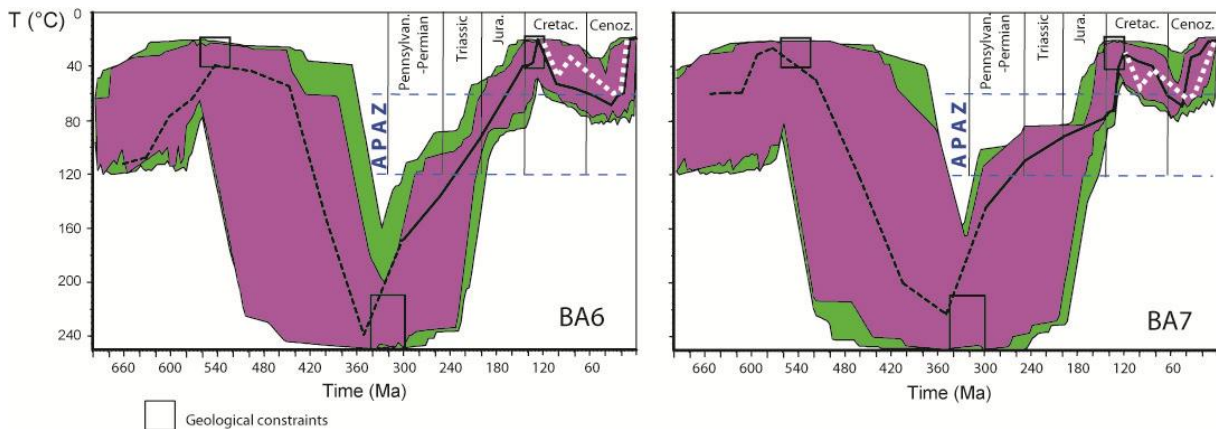 T (°C)
0
40
80
120
160
200
240
Pennsylvan.
-Permian
Triassic
Jura.
Cretac.
Cenoz.
APAZ
BA6
660
600
540
480
420
360
300
240
180
120
60
Time (Ma)
Geological constraints
Pennsylvan.
-Permian
Triassic
Jura.
Cretac.
Cenoz.
APAZ
BA7
660
600
540
480
420
360
300
240
180
120
60
Time (Ma)